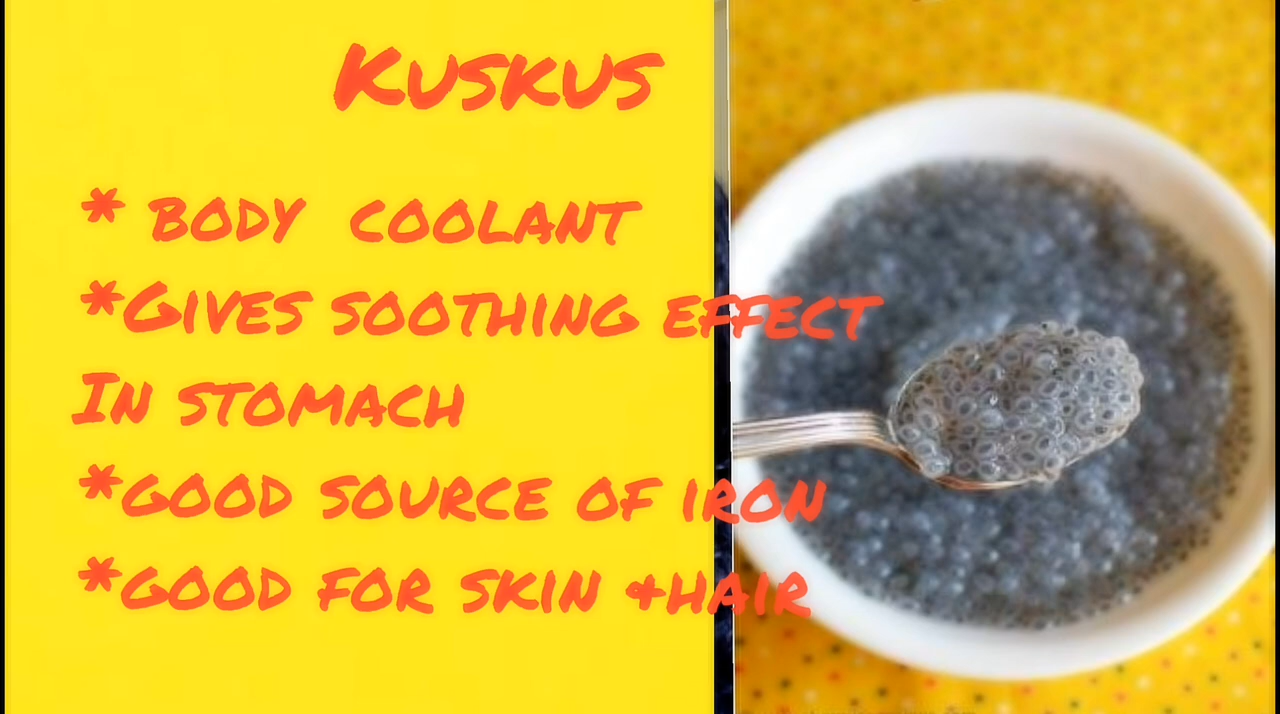 Kuskus
* body coolant
*Gives soothing effect
In stomach
*good source of iron
*good for skin &hair